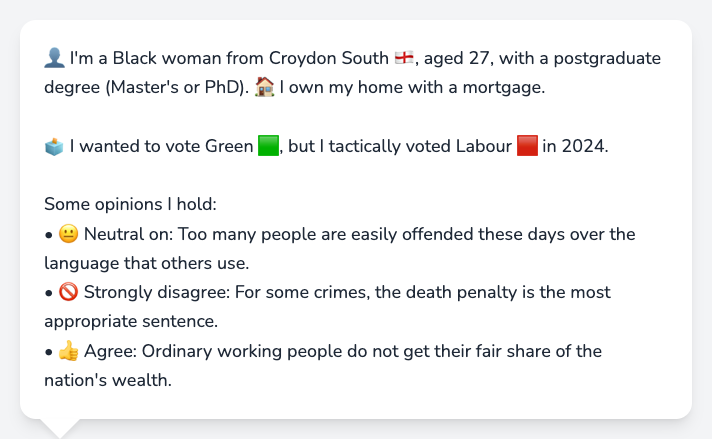 👤 I'm a Black woman from Croydon South 🏴󠁧󠁢󠁥󠁮󠁧󠁿, aged 27, with a postgraduate
degree (Master's or PhD). 🏠 I own my home with a mortgage.
🗳️ I wanted to vote Green 🟩, but I tactically voted Labour 🟥 in 2024.
Some opinions I hold:
• 😐 Neutral on: Too many people are easily offended these days over the
language that others use.
• 🚫 Strongly disagree: For some crimes, the death penalty is the most
appropriate sentence.
• 👍 Agree: Ordinary working people do not get their fair share of the
nation's wealth.